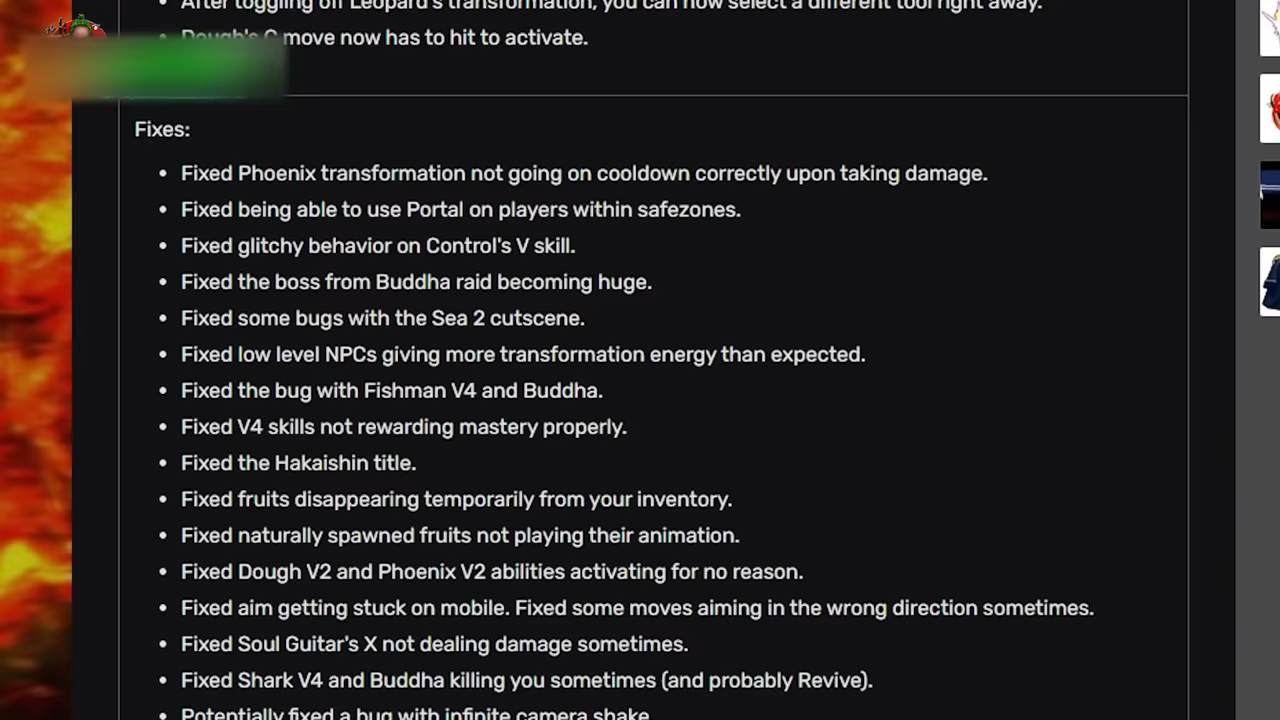 After toggling off Leopard's transformation, you can now select a different tool right away.
Dough's C move now has to hit to activate.
Fixes:
Fixed Phoenix transformation not going on cooldown correctly upon taking damage.
Fixed being able to use Portal on players within safezones.
Fixed glitchy behavior on Control's V skill.
Fixed the boss from Buddha raid becoming huge.
Fixed some bugs with the Sea 2 cutscene.
Fixed low level NPCs giving more transformation energy than expected.
Fixed the bug with Fishman V4 and Buddha.
Fixed V4 skills not rewarding mastery properly.
Fixed the Hakaishin title.
Fixed fruits disappearing temporarily from your inventory.
Fixed naturally spawned fruits not playing their animation.
Fixed Dough V2 and Phoenix V2 abilities activating for no reason.
Fixed aim getting stuck on mobile. Fixed some moves aiming in the wrong direction sometimes.
Fixed Soul Guitar's X not dealing damage sometimes.
Fixed Shark V4 and Buddha killing you sometimes (and probably Revive).
Potentially fixed a bug with infinite camera shake